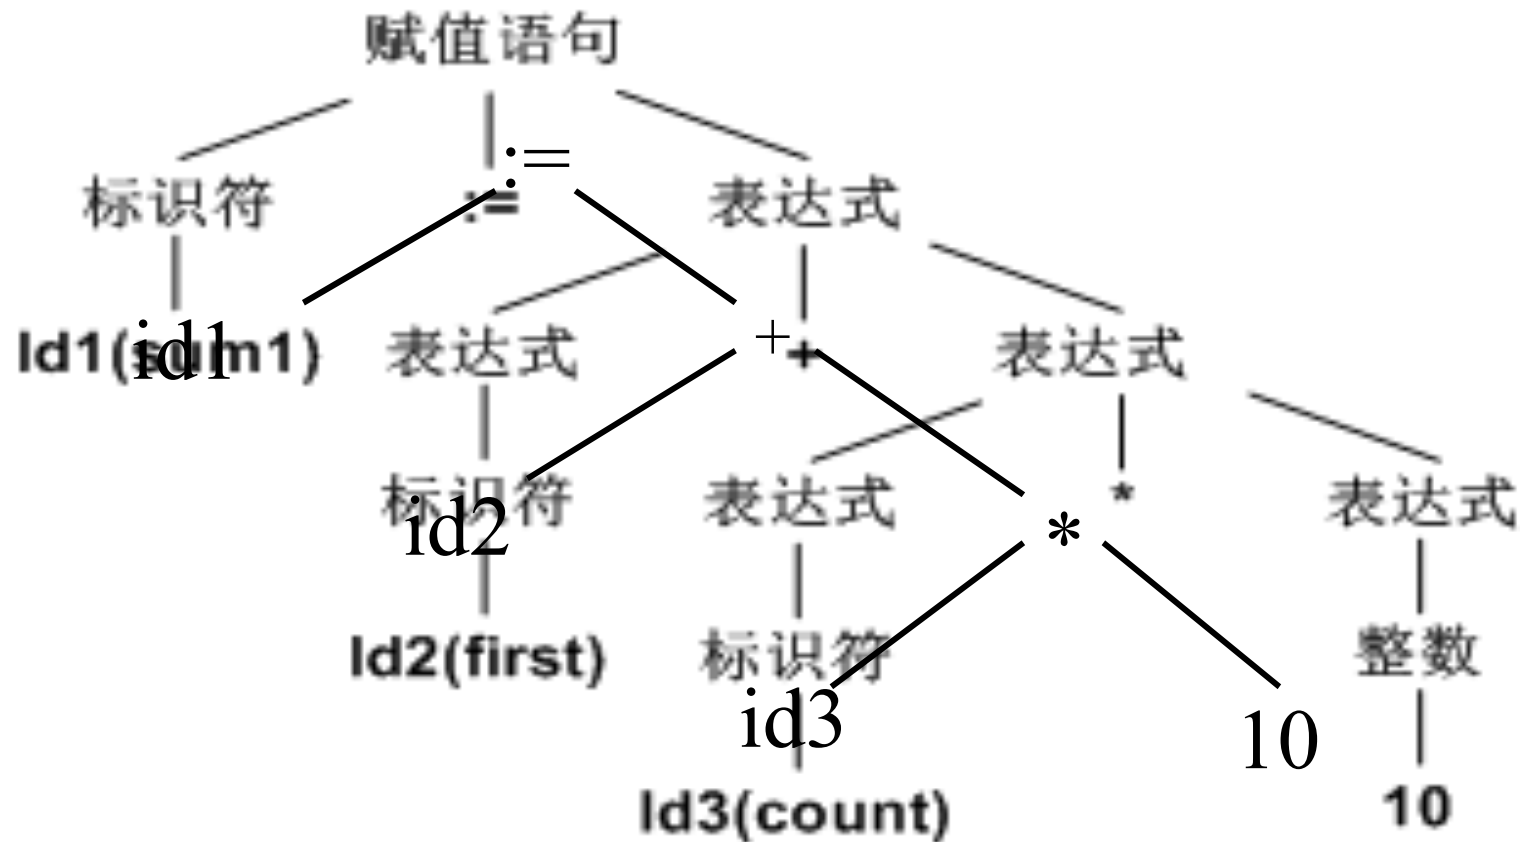 赋值语句
:=
标识符 := 表达式
Id1(sum1) id1 表达式 + + 表达式
标识符 表达式 * 表达式
id2 *
Id2(first) 标识符 整数
id3 10
Id3(count) 10